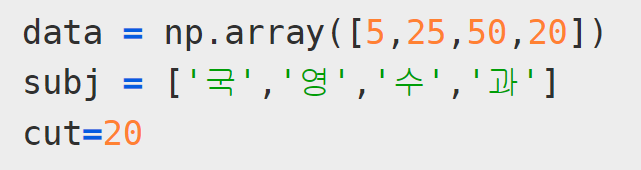 data = np.array([5,25,50,20])
subj = ['국','영','수','과']
cut=20